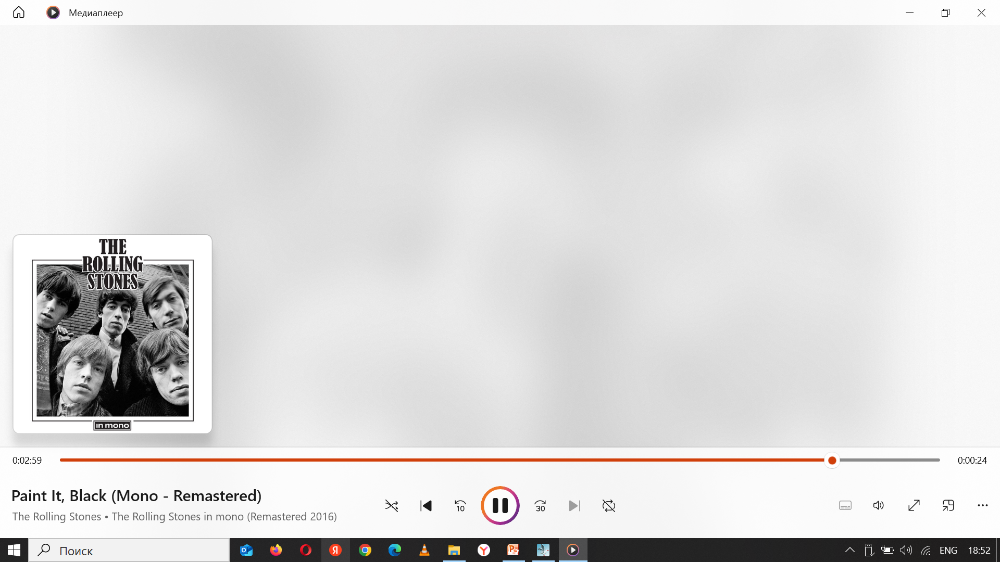 Медиаплеер
THE
ROLLING
STONES
in mono
0:02:59
0:00:24
Paint It, Black (Mono - Remastered)
The Rolling Stones • The Rolling Stones in mono (Remastered 2016)
10
30
Поиск
ENG
18:52